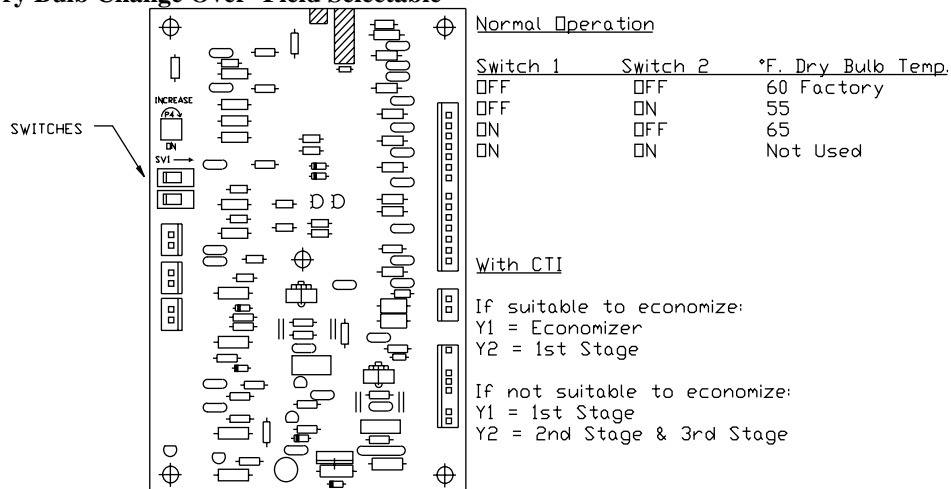 ry Bulb Change Over "Field Selectable"
Normal Operation
Switch 1 Switch 2 °F. Dry Bulb Temp.
OFF OFF 60 Factory
OFF ON 55
ON OFF 65
ON ON Not Used
INCREASE
P4
ON
SW1
SWITCHES
With CTI
If suitable to economize:
Y1 = Economizer
Y2 = 1st Stage
If not suitable to economize:
Y1 = 1st Stage
Y2 = 2nd Stage & 3rd Stage